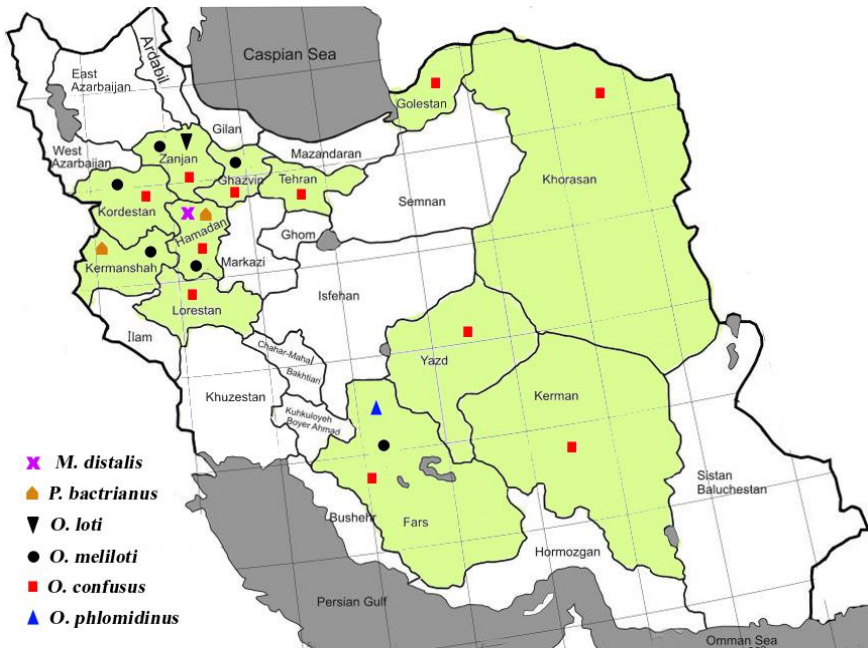 Caspian Sea
East
Azarbaijan
Ardabil
Gilan
Golestan
West
Azarbaijan
Zanjan
Mazandaran
Ghazvin
Tehran
Khorasan
Kordestan
Semnan
Hamadan
Ghom
Markazi
Kermanshah
Isfehan
Lorestan
Ilam
Chahar-Mahal
Bakhtiari
Yazd
Khuzestan
Kerman
Kuhkuloyeh
Boyer Ahmad
M. distalis
P. bactrianus
O. loti
O. meliloti
O. confusus
O. phlomidinus
Sistan
Baluchestan
Bushehr
Fars
Hormozgan
Persian Gulf
Omman Sea